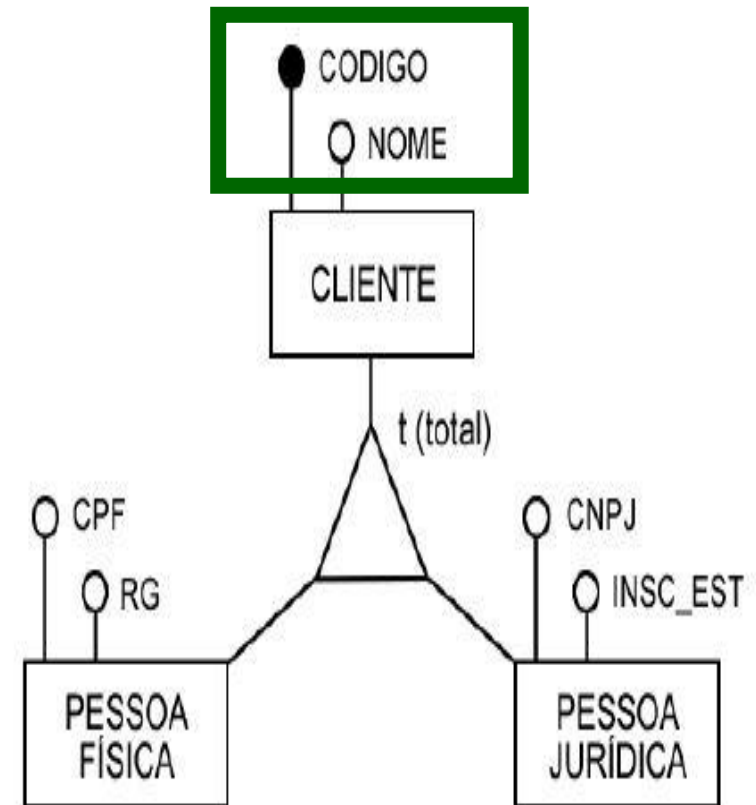 CODIGO
NOME
CLIENTE
t (total)
CPF
RG
CNPJ
INSC_EST
PESSOA
FÍSICA
PESSOA
JURÍDICA